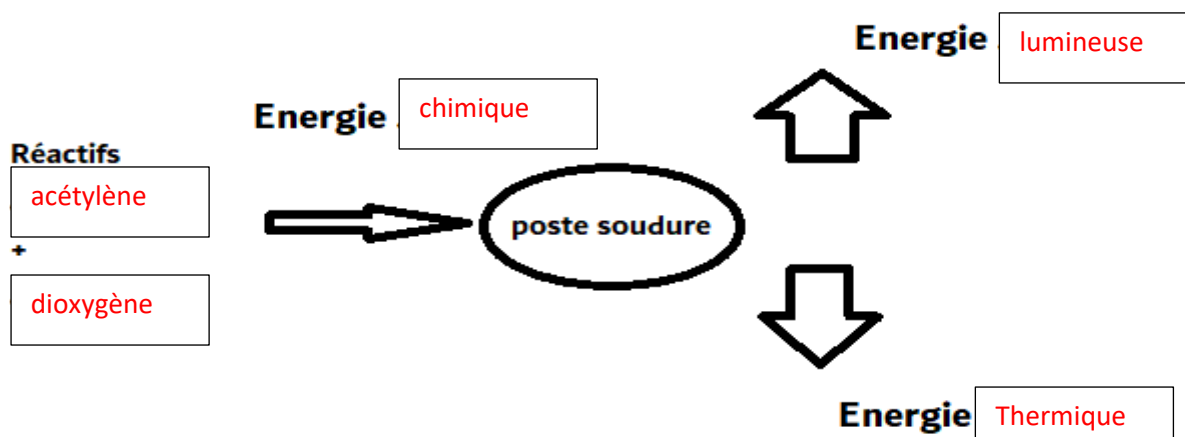 Energie lumineuse
Energie chimique
Réactifs
acétylène
+
dioxygène
poste soudure
Energie Thermique